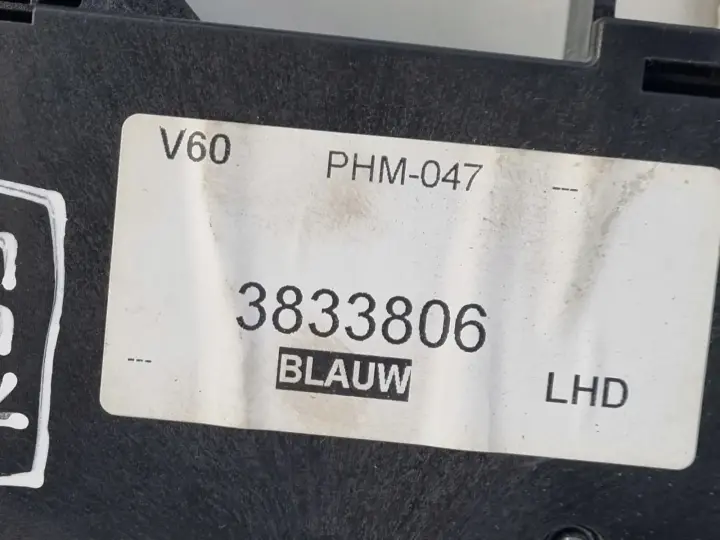 V60 PHM-047 ---
3833806
--- BLAUW LHD